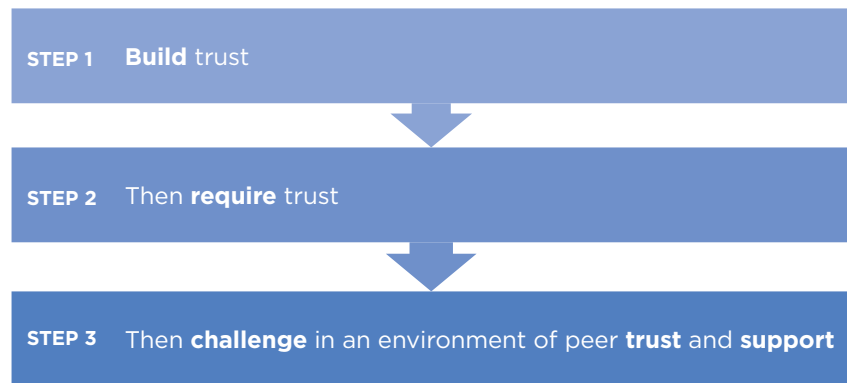 STEP 1 Build trust
STEP 2 Then require trust
STEP 3 Then challenge in an environment of peer trust and support